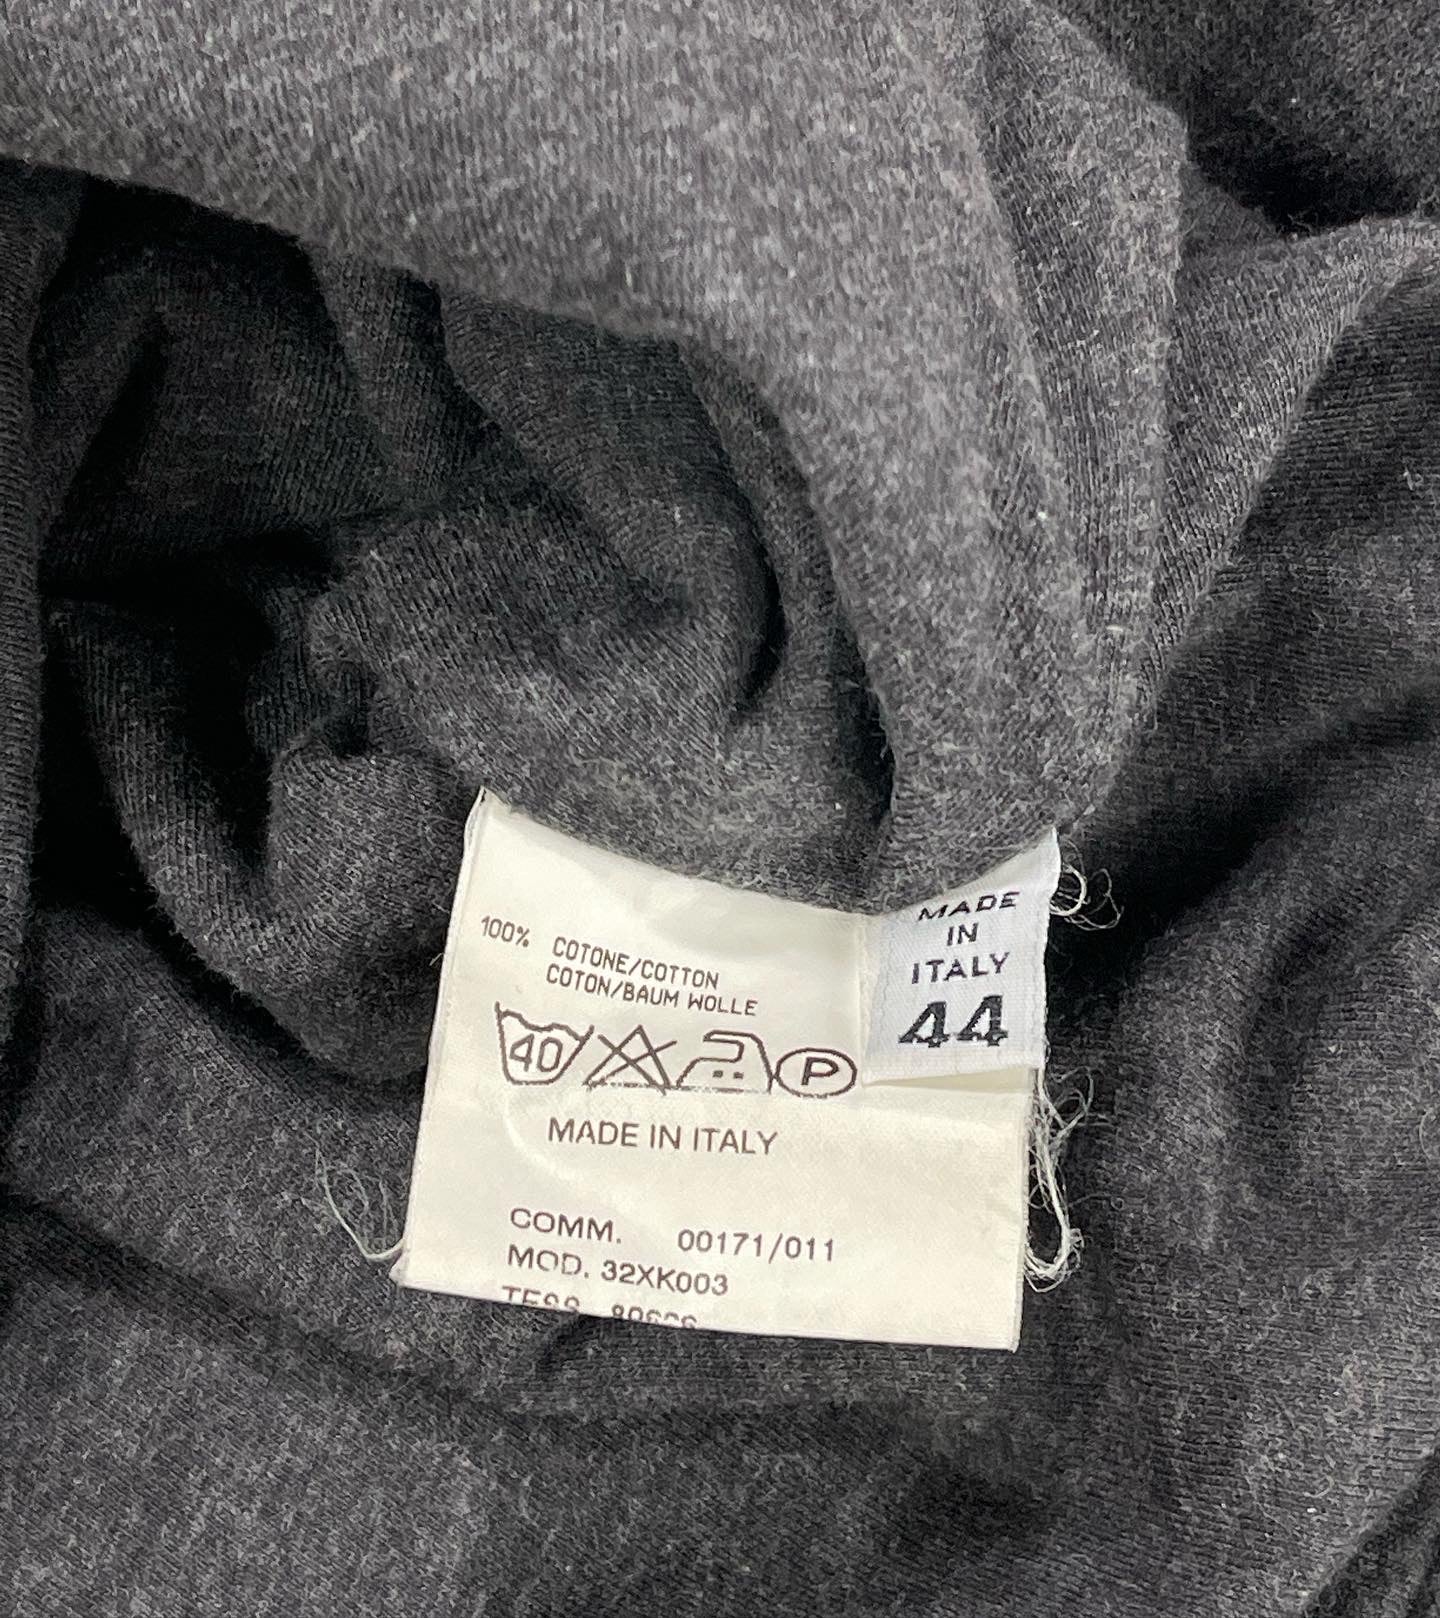 100% COTONE/COTTON
COTON/BAUM WOLLE
40 P
MADE IN ITALY
COMM. 00171/011
MOD. 32XK003
TESS
MADE
IN
ITALY
44